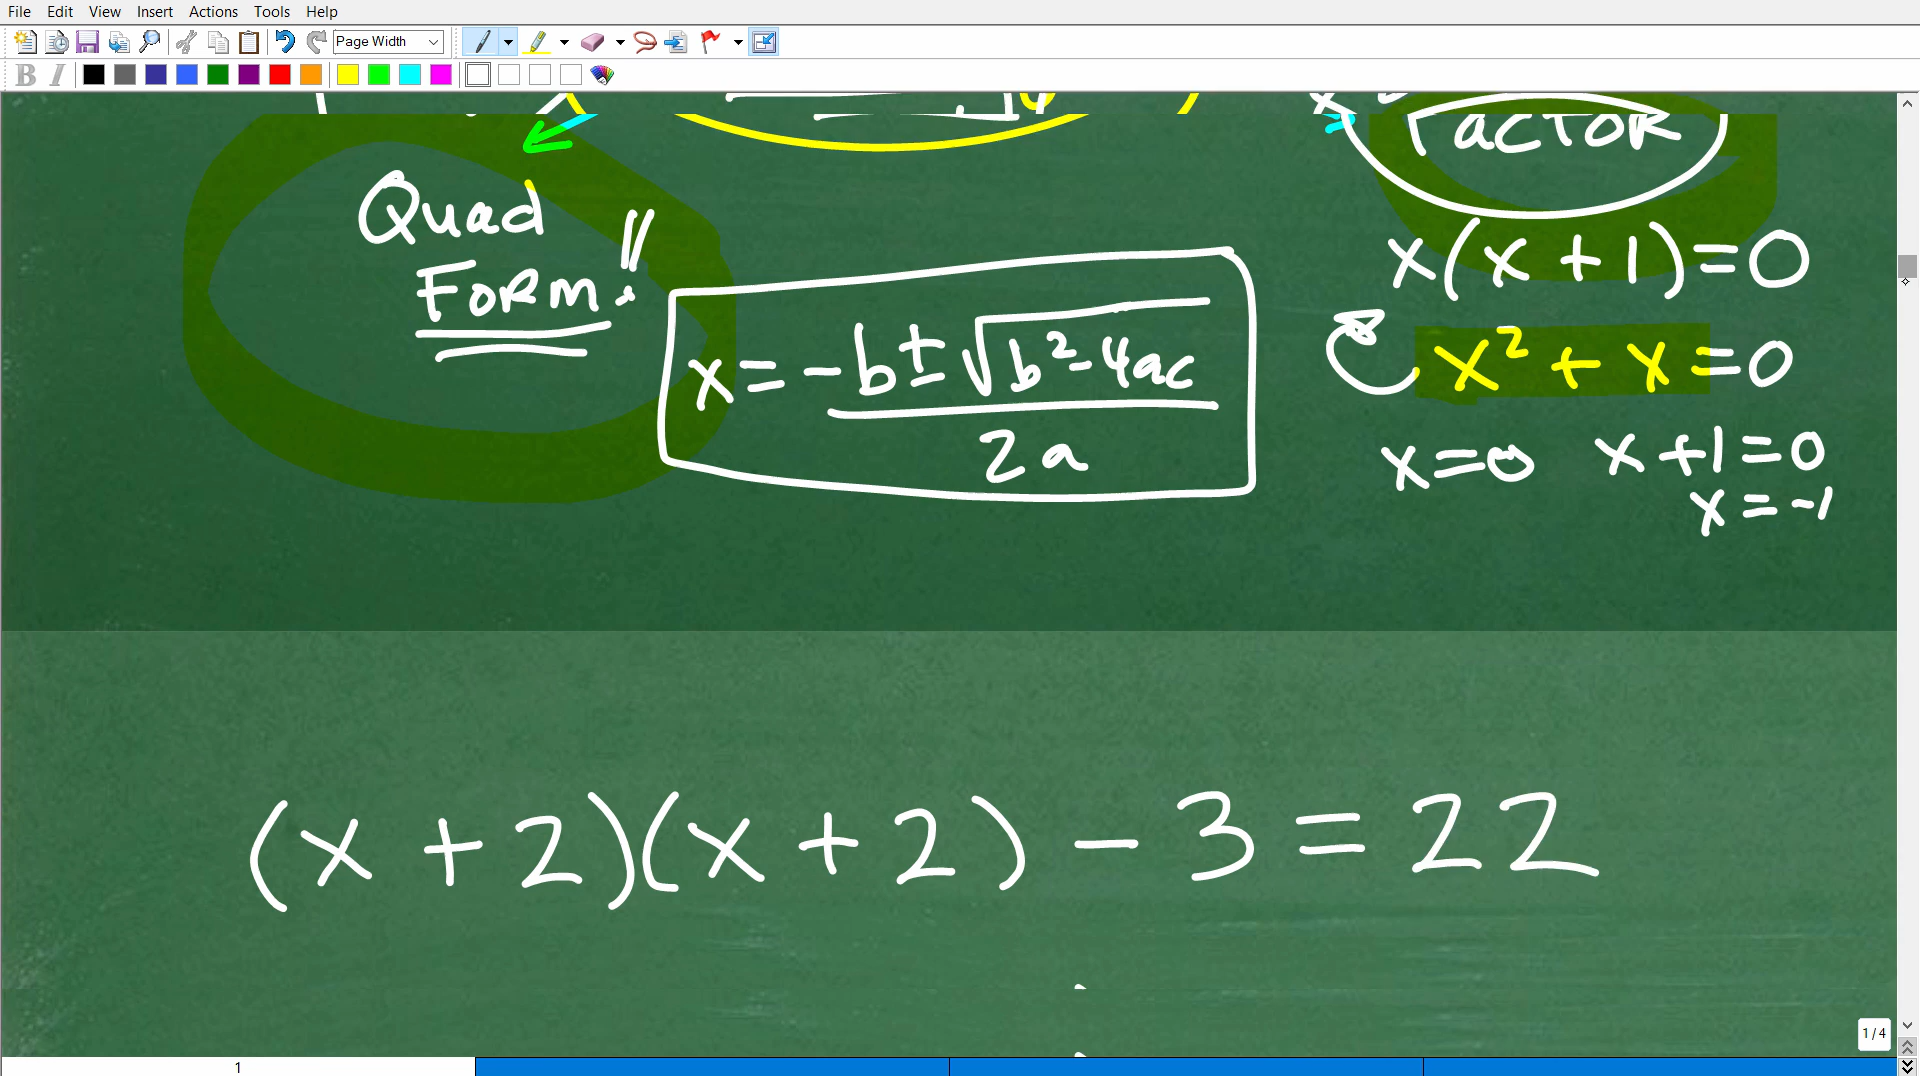 File Edit View Insert Actions Tools Help
Page Width
B I
FACTOR
Quad
FORM!!
x(x+1)=0
x²+x=0
x=-b±√b²-4ac
2a
x=0 x+1=0
x=-1
(x+2)(x+2)-3=22
1/4
1